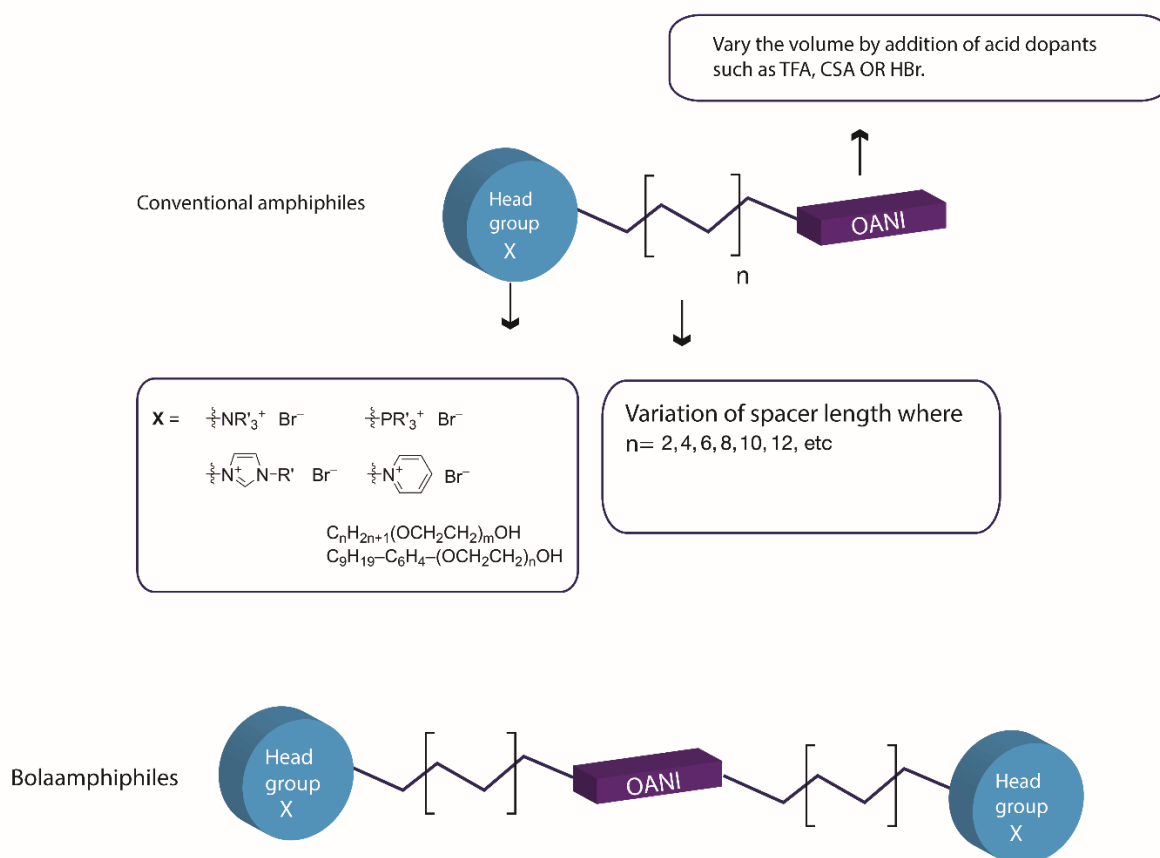 Vary the volume by addition of acid dopants
such as TFA, CSA OR HBr.
Conventional amphiphiles
Head
group
X
OANI
n
X =
NR'₃⁺ Br⁻
PR'₃⁺ Br⁻
N⁺ N–R' Br⁻
N⁺ Br⁻
CₙH₂ₙ₊₁(OCH₂CH₂)ₘOH
C₉H₁₉–C₆H₄–(OCH₂CH₂)ₙOH
Variation of spacer length where
n= 2, 4, 6, 8, 10, 12, etc
Bolaamphiphiles
Head
group
X
OANI
Head
group
X